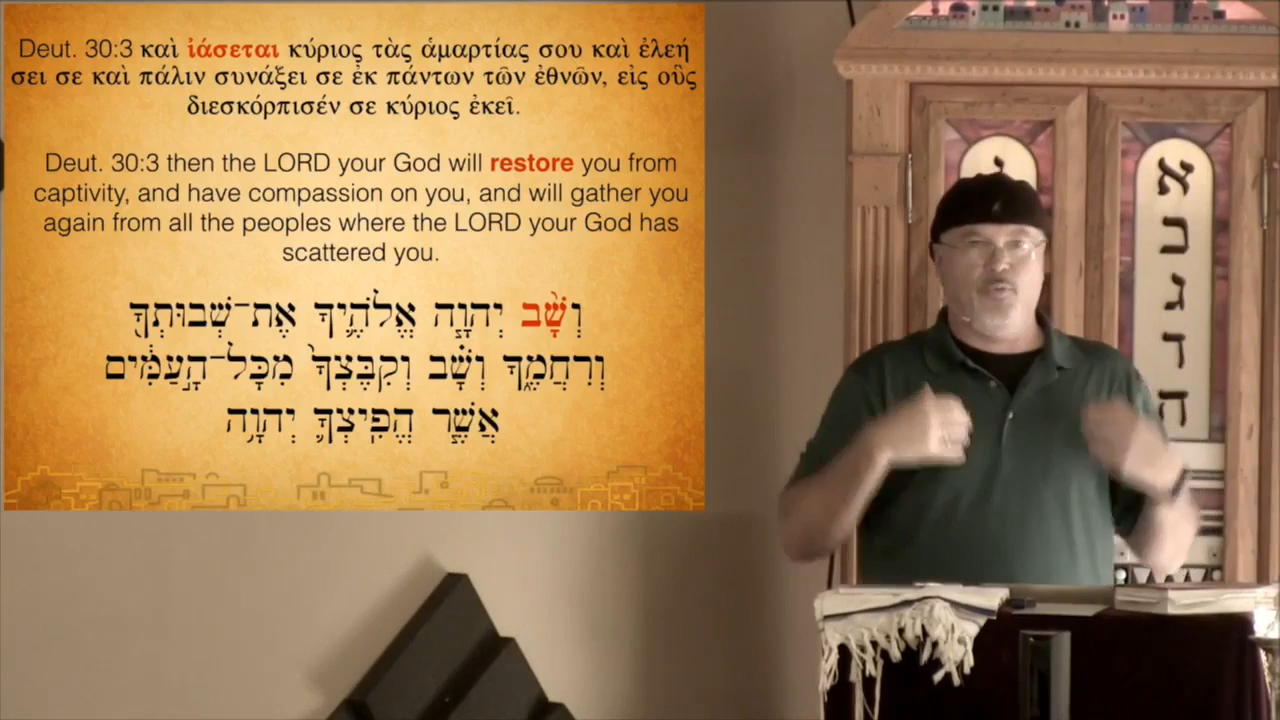 Deut. 30:3 καὶ ἰάσεται κύριος τὰς ἁμαρτίας σου καὶ ἐλεή
σει σε καὶ πάλιν συνάξει σε ἐκ πάντων τῶν ἐθνῶν, εἰς οὓς
διεσκόρπισέν σε κύριος ἐκεῖ.
Deut. 30:3 then the LORD your God will restore you from
captivity, and have compassion on you, and will gather you
again from all the peoples where the LORD your God has
scattered you.
וְשָׁ֨ב יְהוָ֧ה אֱלֹהֶ֛יךָ אֶת־שְׁבוּתְךָ֖
וְרִחֲמֶ֑ךָ וְשָׁ֗ב וְקִבֶּצְךָ֙ מִכָּל־הָ֣עַמִּ֔ים
אֲשֶׁ֧ר הֱפִֽיצְךָ֛ יְהוָ֥ה
א
ב
ג
ד
ה